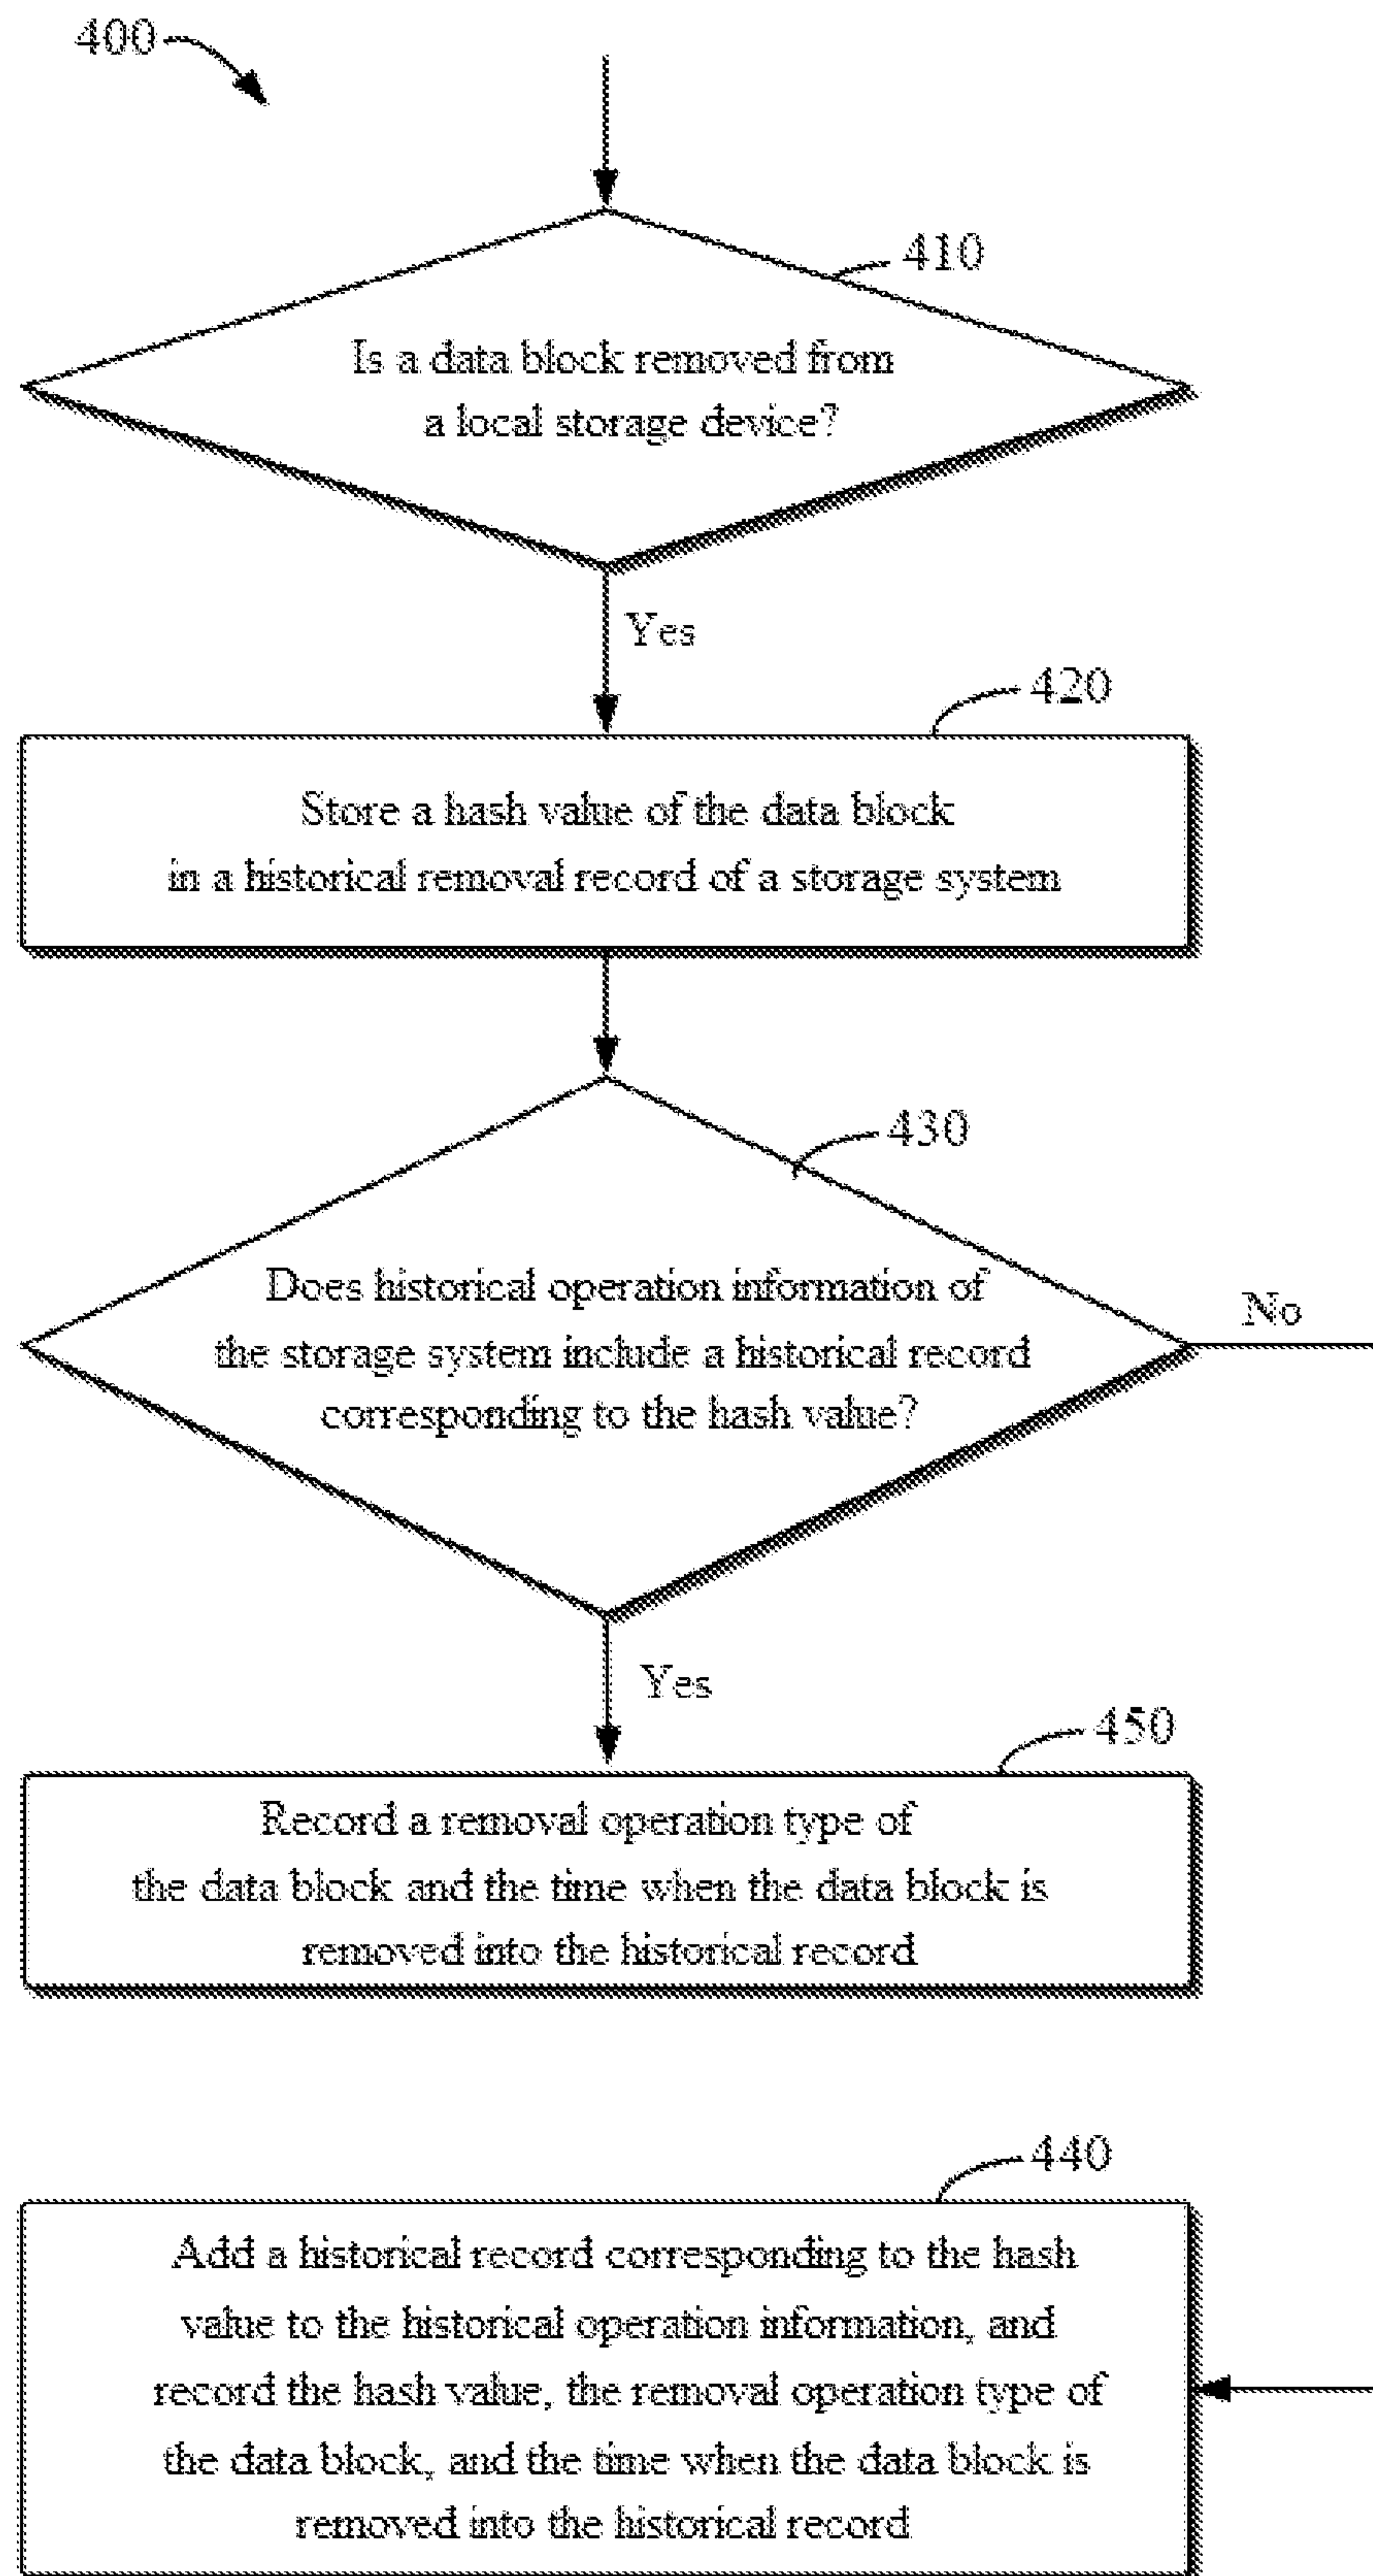 400
410
Is a data block removed from
a local storage device?
Yes
420
Store a hash value of the data block
in a historical removal record of a storage system
430
Does historical operation information of
the storage system include a historical record
corresponding to the hash value?
No
Yes
450
Record a removal operation type of
the data block and the time when the data block is
removed into the historical record
440
Add a historical record corresponding to the hash
value to the historical operation information, and
record the hash value, the removal operation type of
the data block, and the time when the data block is
removed into the historical record